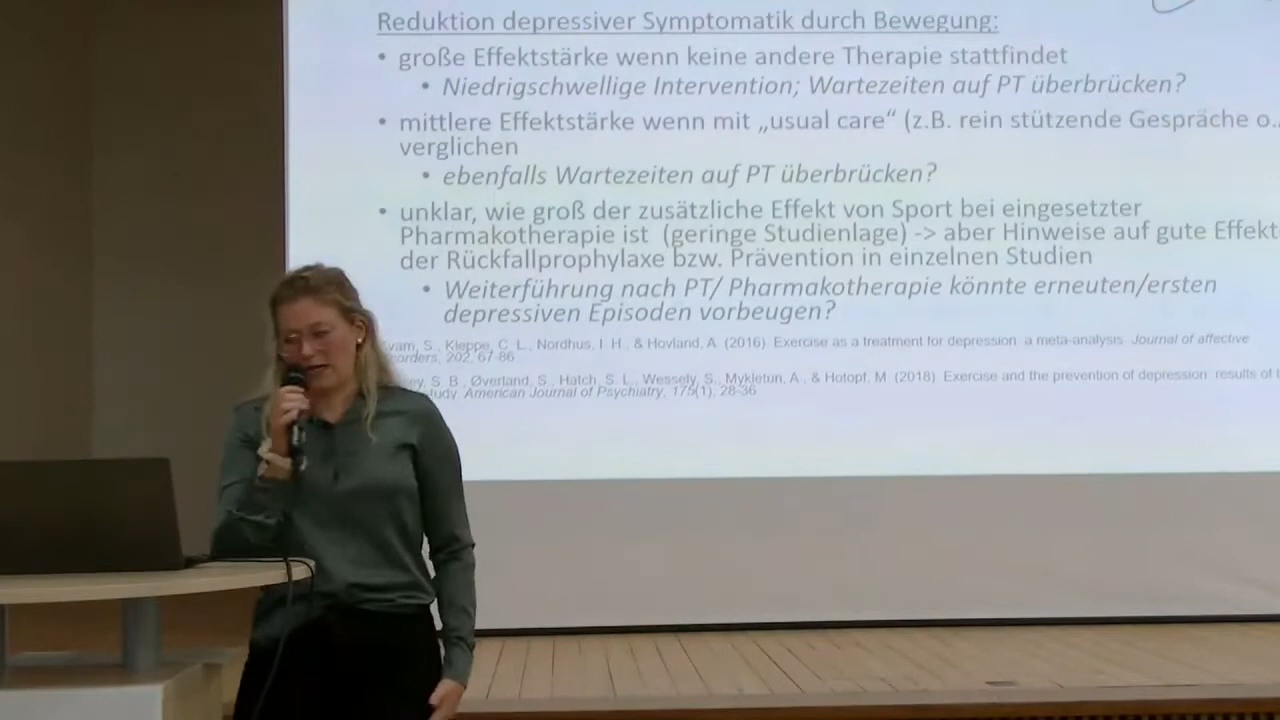 Reduktion depressiver Symptomatik durch Bewegung:
• große Effektstärke wenn keine andere Therapie stattfindet
• Niedrigschwellige Intervention; Wartezeiten auf PT überbrücken?
• mittlere Effektstärke wenn mit „usual care“ (z.B. rein stützende Gespräche o.
verglichen
• ebenfalls Wartezeiten auf PT überbrücken?
• unklar, wie groß der zusätzliche Effekt von Sport bei eingesetzter
Pharmakotherapie ist (geringe Studienlage) -> aber Hinweise auf gute Effekt
der Rückfallprophylaxe bzw. Prävention in einzelnen Studien
• Weiterführung nach PT/ Pharmakotherapie könnte erneuten/ersten
depressiven Episoden vorbeugen?
vam, S., Kleppe, C. L., Nordhus, I. H., & Hovland, A. (2016). Exercise as a treatment for depression: a meta-analysis. Journal of affective
orders, 202, 67-86
ey, S. B., Øverland, S., Hatch, S. L., Wessely, S., Mykletun, A., & Hotopf, M. (2018). Exercise and the prevention of depression: results of t
tudy. American Journal of Psychiatry, 175(1), 28-36